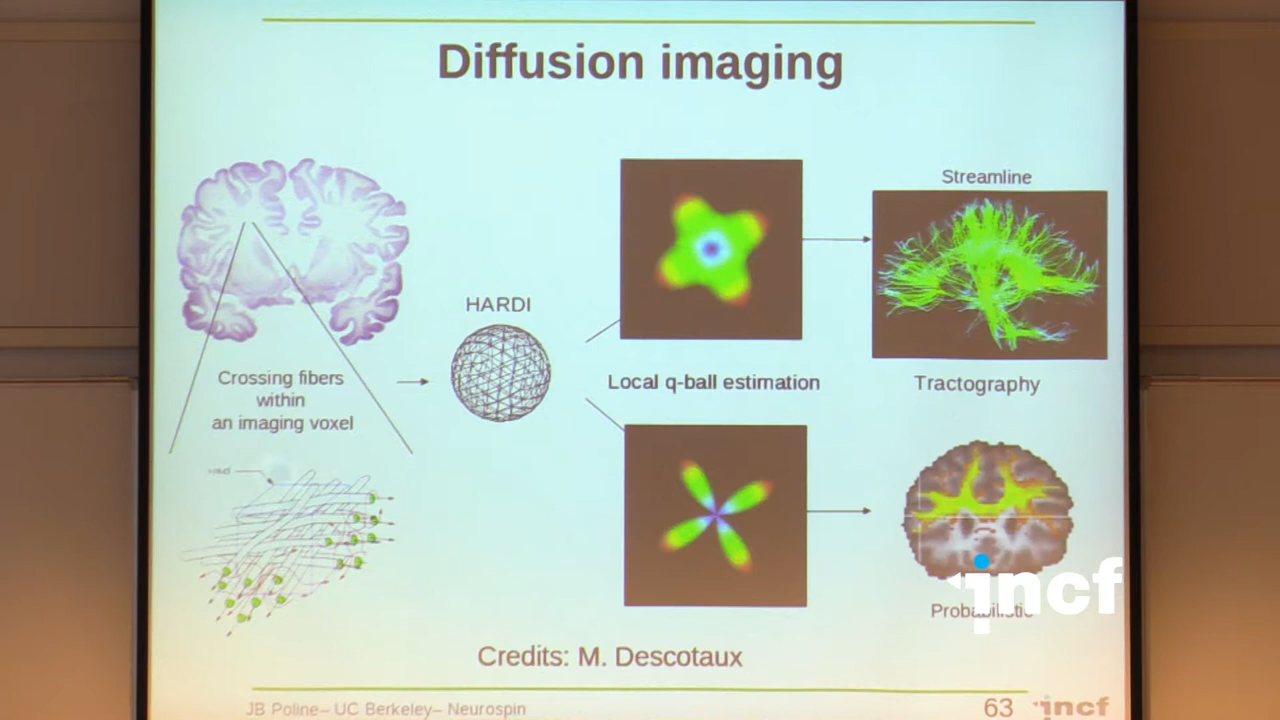 Diffusion imaging
Streamline
HARDI
Crossing fibers
within
an imaging voxel
Local q-ball estimation
Tractography
voxel
incf
Probabilistic
Credits: M. Descotaux
JB Poline– UC Berkeley– Neurospin
63
incf